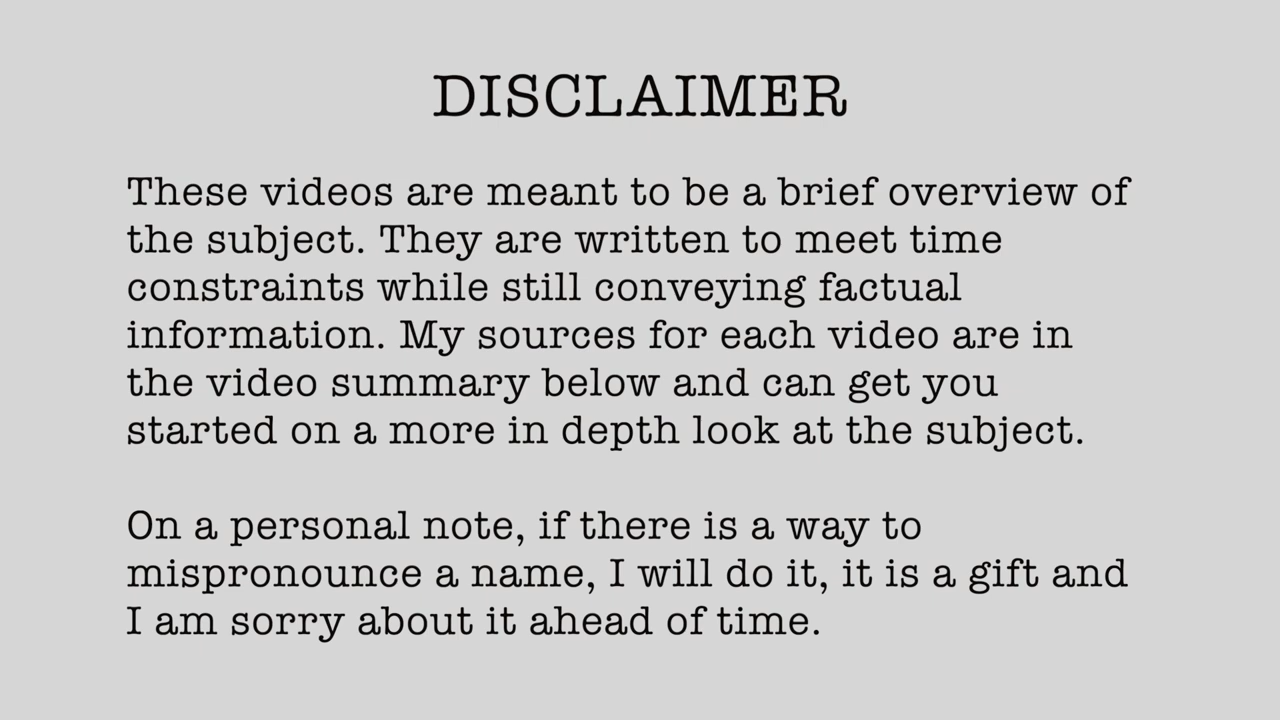 DISCLAIMER
These videos are meant to be a brief overview of
the subject. They are written to meet time
constraints while still conveying factual
information. My sources for each video are in
the video summary below and can get you
started on a more in depth look at the subject.
On a personal note, if there is a way to
mispronounce a name, I will do it, it is a gift and
I am sorry about it ahead of time.